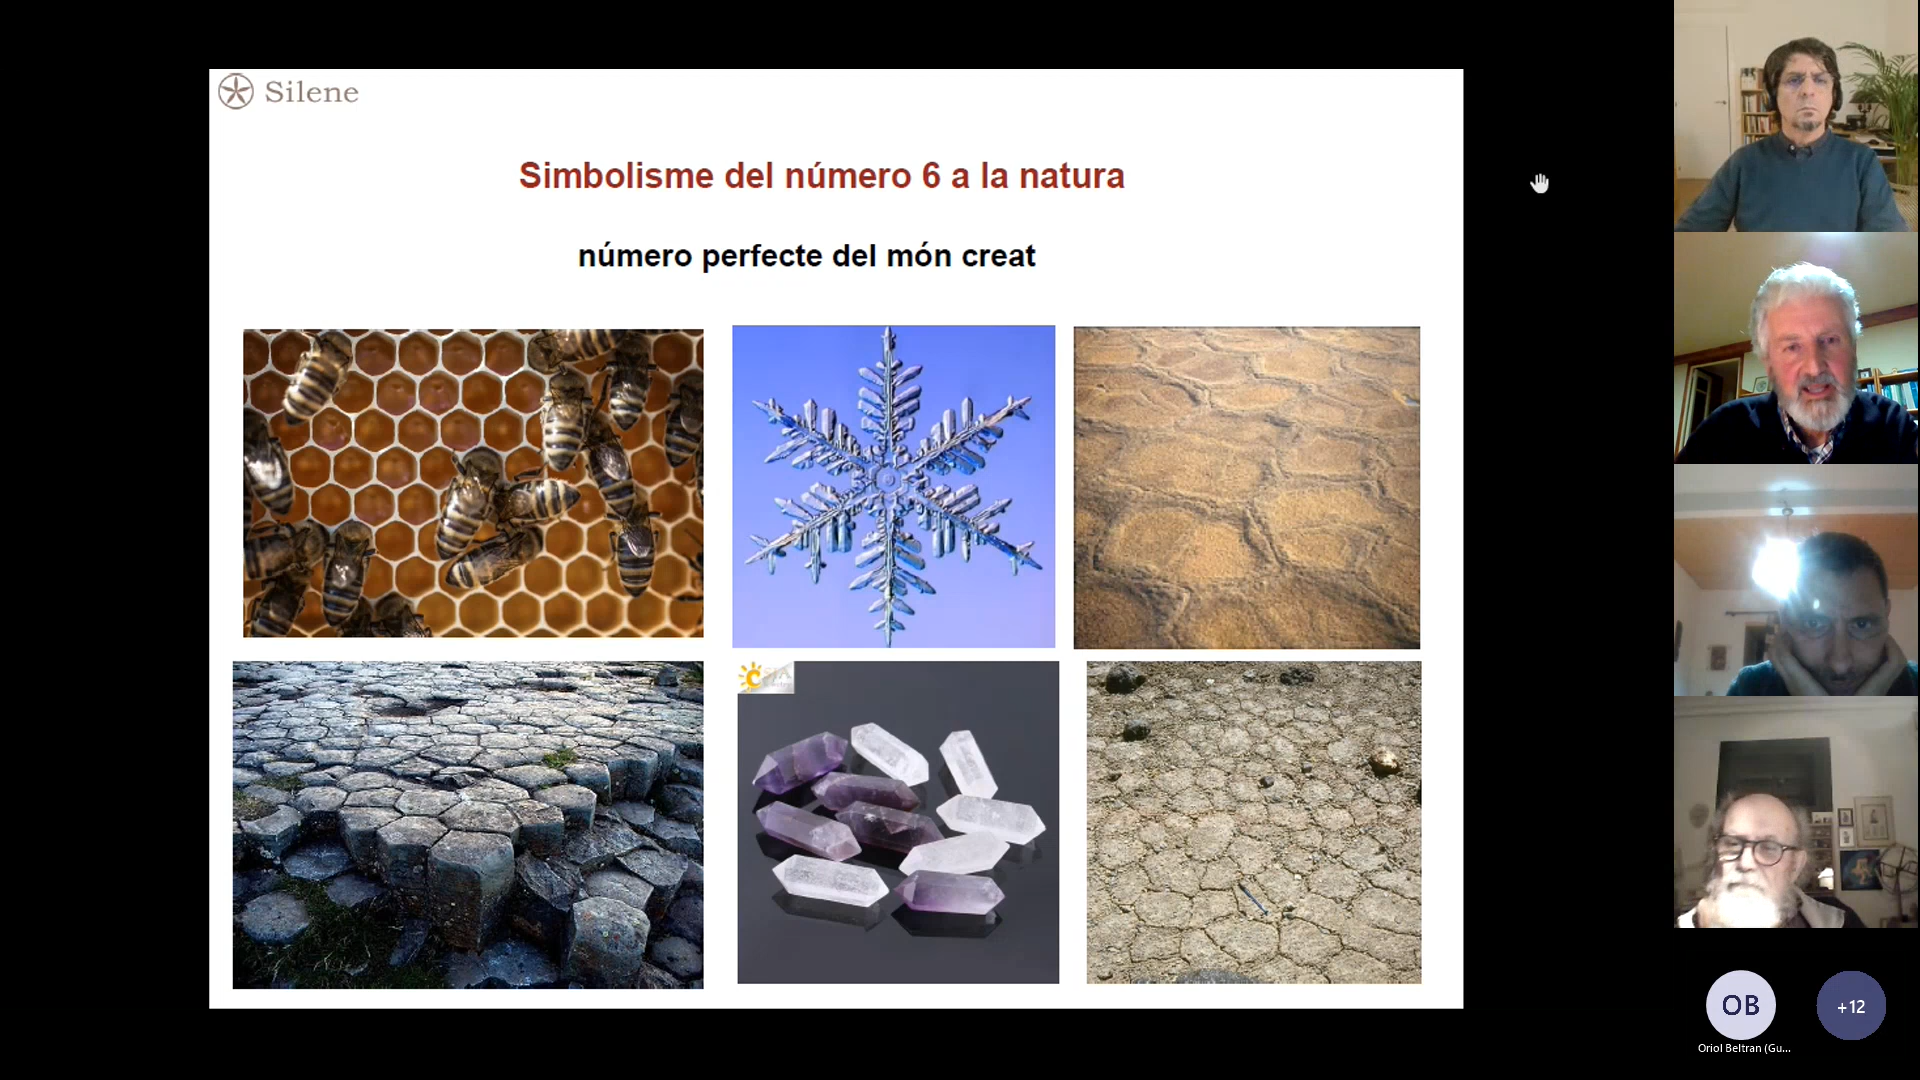 Silene
Simbolisme del número 6 a la natura
número perfecte del món creat
OB
+12
Oriol Beltran (Gu...